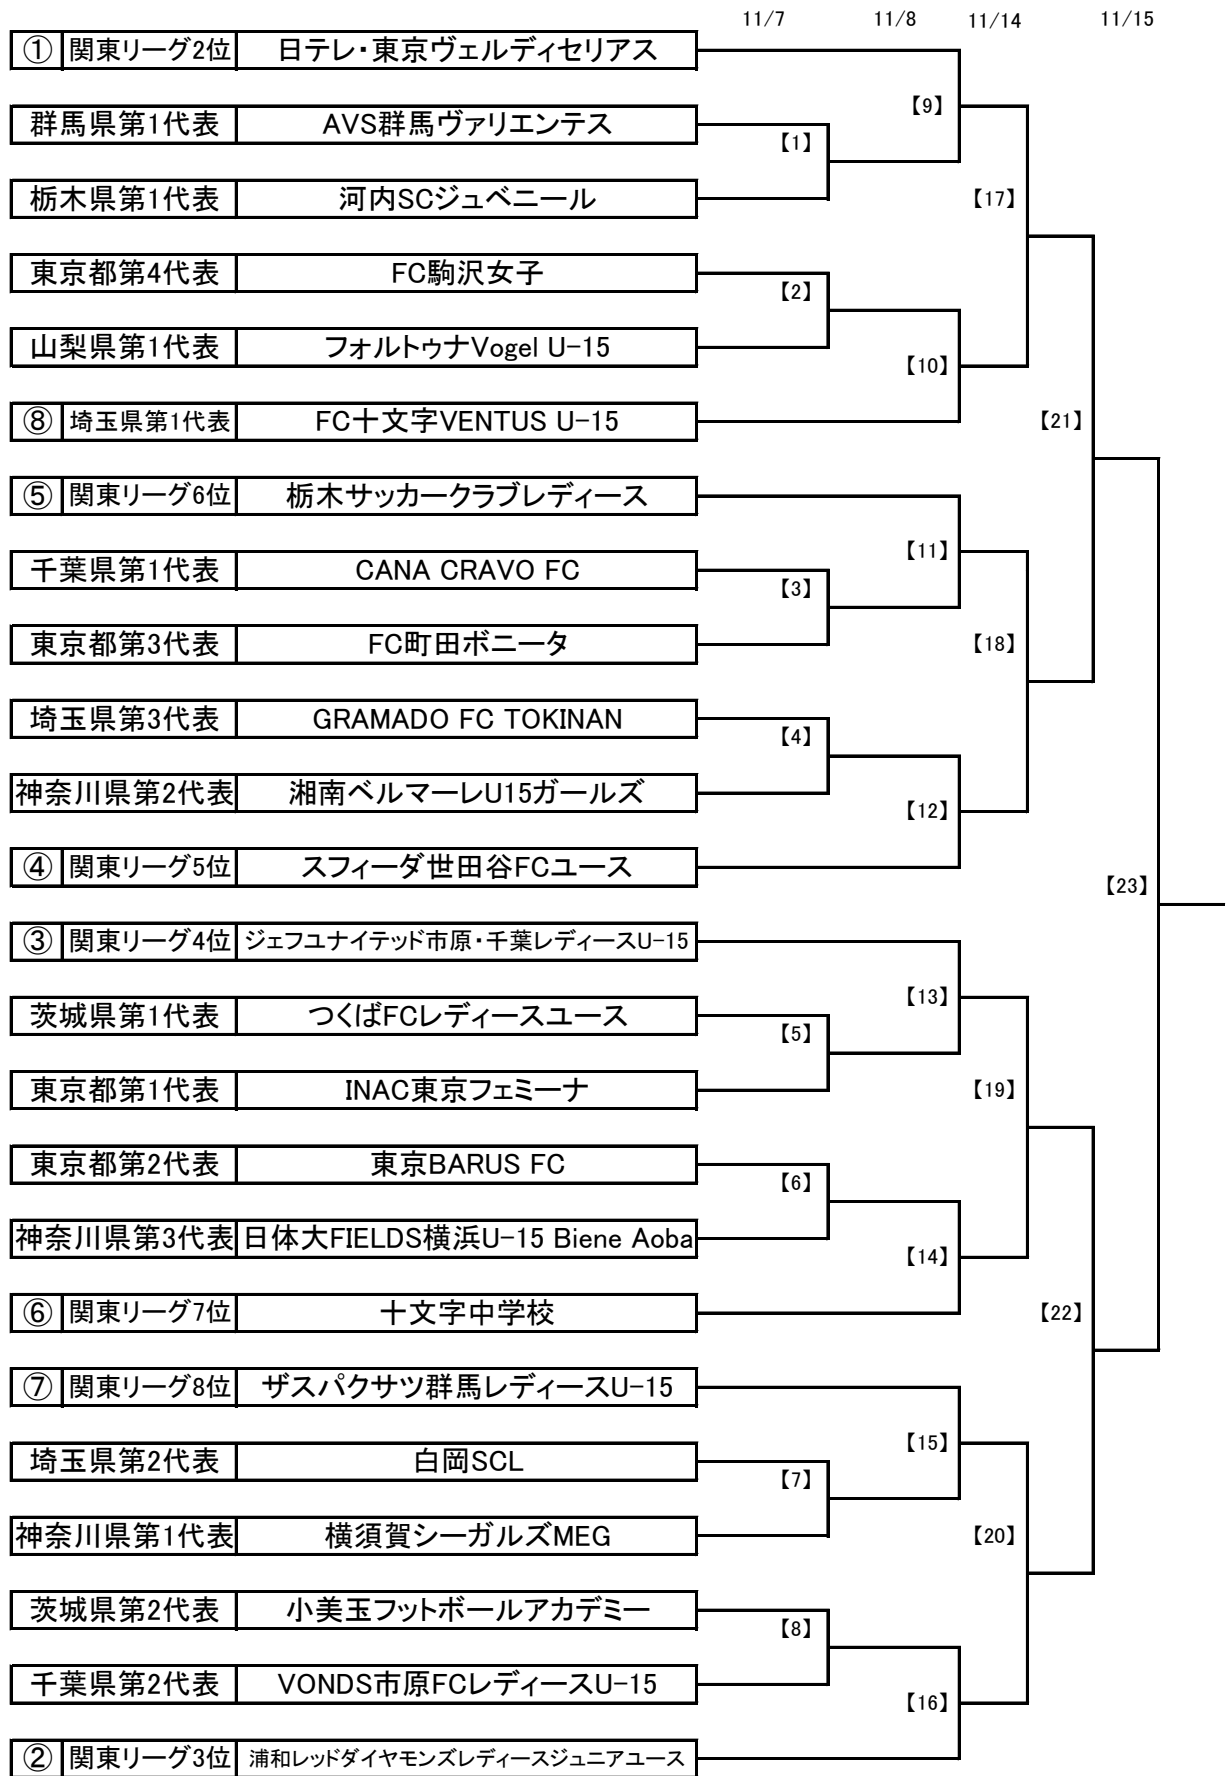 11/7 11/8 11/14 11/15
① 関東リーグ2位 日テレ・東京ヴェルディセリアス
【9】
群馬県第1代表 AVS群馬ヴァリエンテス
【1】
栃木県第1代表 河内SCジュベニール
【17】
東京都第4代表 FC駒沢女子
【2】
山梨県第1代表 フォルトゥナVogel U-15
【10】
⑧ 埼玉県第1代表 FC十文字VENTUS U-15
【21】
⑤ 関東リーグ6位 栃木サッカークラブレディース
【11】
千葉県第1代表 CANA CRAVO FC
【3】
東京都第3代表 FC町田ボニータ
【18】
埼玉県第3代表 GRAMADO FC TOKINAN
【4】
神奈川県第2代表 湘南ベルマーレU15ガールズ
【12】
④ 関東リーグ5位 スフィーダ世田谷FCユース
【23】
③ 関東リーグ4位 ジェフユナイテッド市原・千葉レディースU-15
【13】
茨城県第1代表 つくばFCレディースユース
【5】
東京都第1代表 INAC東京フェミーナ
【19】
東京都第2代表 東京BARUS FC
【6】
神奈川県第3代表 日体大FIELDS横浜U-15 Biene Aoba
【14】
⑥ 関東リーグ7位 十文字中学校
【22】
⑦ 関東リーグ8位 ザスパクサツ群馬レディースU-15
【15】
埼玉県第2代表 白岡SCL
【7】
神奈川県第1代表 横須賀シーガルズMEG
【20】
茨城県第2代表 小美玉フットボールアカデミー
【8】
千葉県第2代表 VONDS市原FCレディースU-15
【16】
② 関東リーグ3位 浦和レッドダイヤモンズレディースジュニアユース